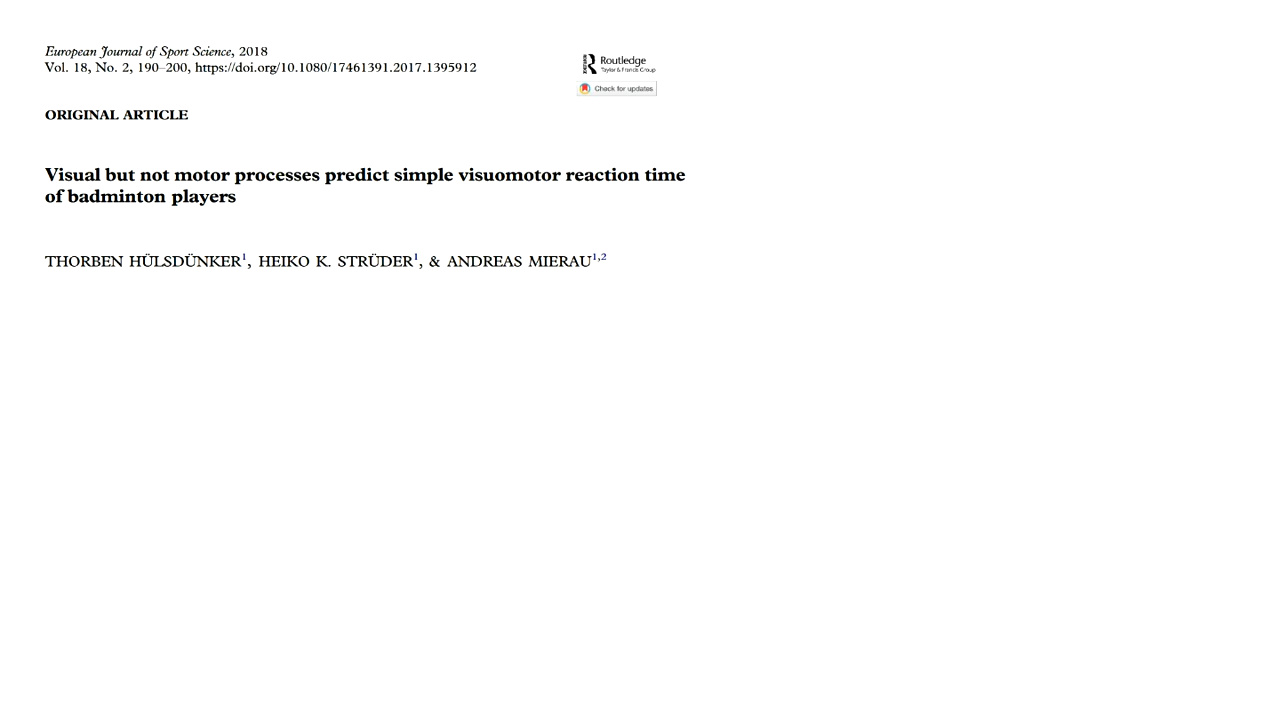 European Journal of Sport Science, 2018
Vol. 18, No. 2, 190–200, https://doi.org/10.1080/17461391.2017.1395912
Routledge
Taylor & Francis Group
Check for updates
ORIGINAL ARTICLE
Visual but not motor processes predict simple visuomotor reaction time
of badminton players
THORBEN HÜLSDÜNKER1, HEIKO K. STRÜDER1, & ANDREAS MIERAU1,2